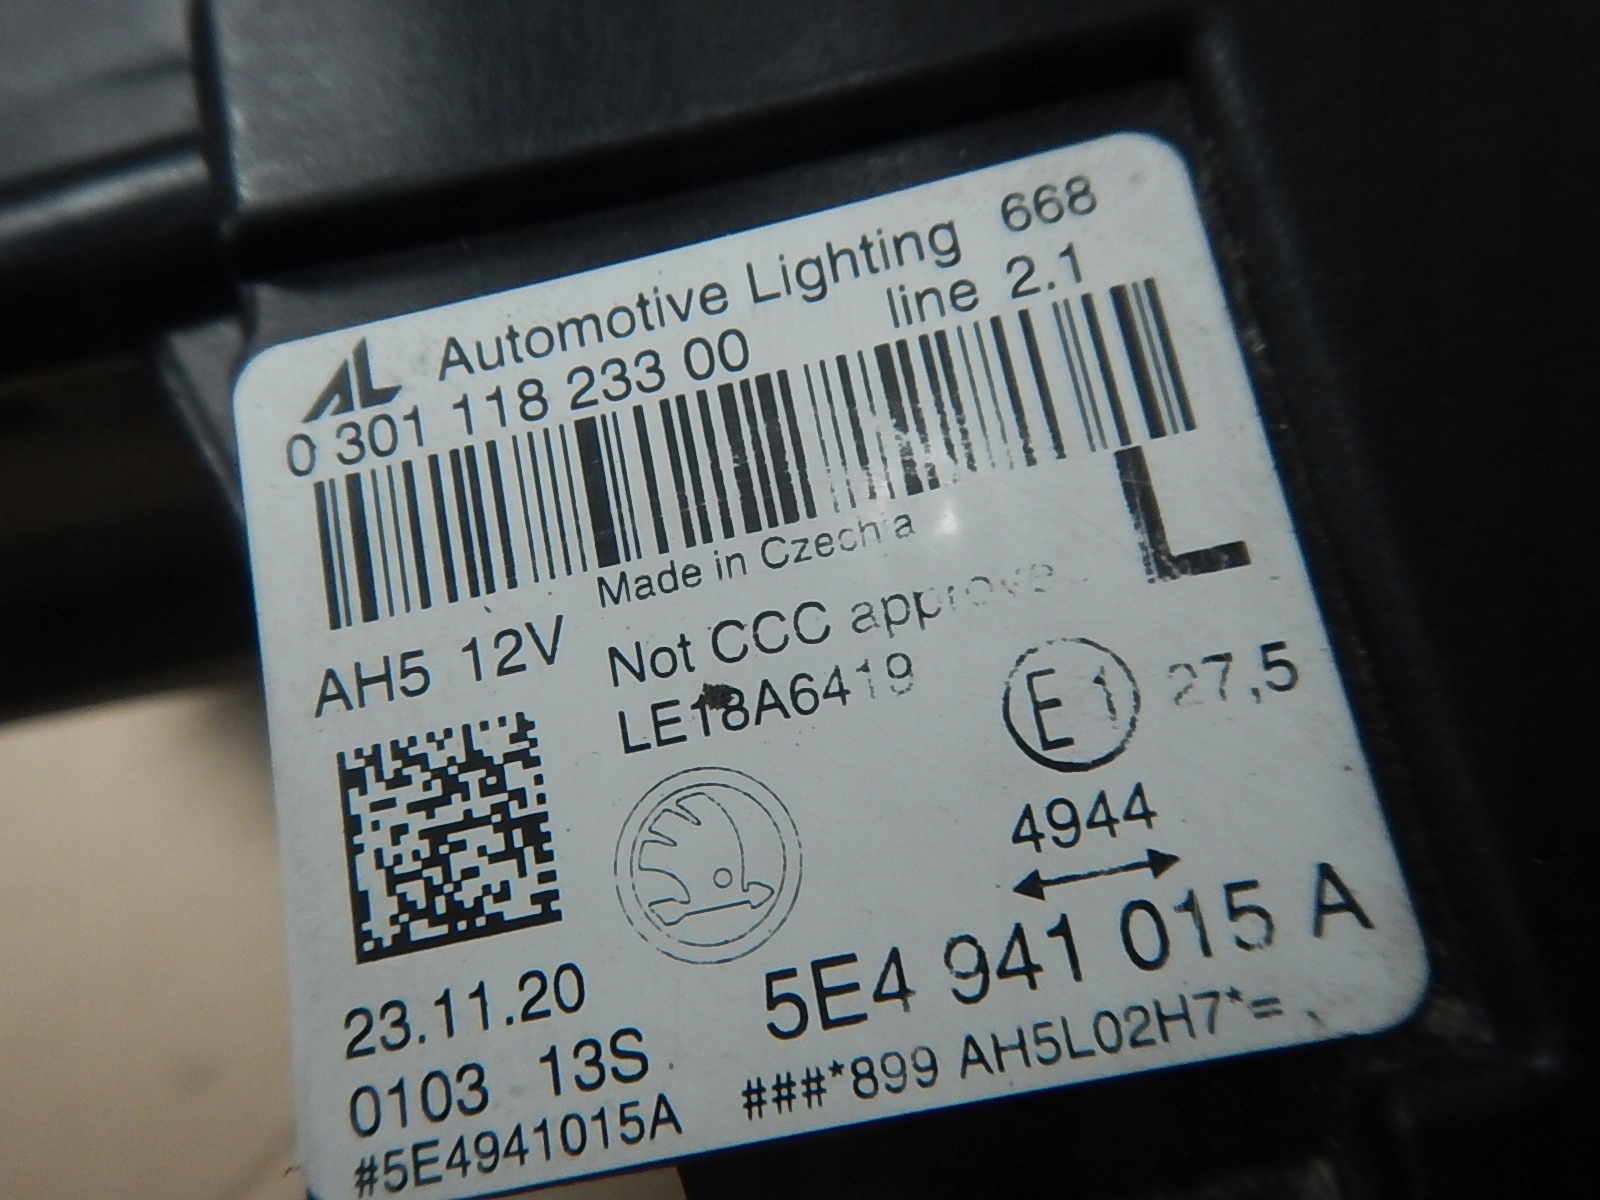 AL Automotive Lighting 668
0 301 118 233 00 line 2.1
Made in Czechia
L
AH5 12V Not CCC
LE18A6419
E1 27,5
4944
23.11.20
5E4 941 015 A
0103 13S
###*899 AH5L02H7*=
#5E4941015A